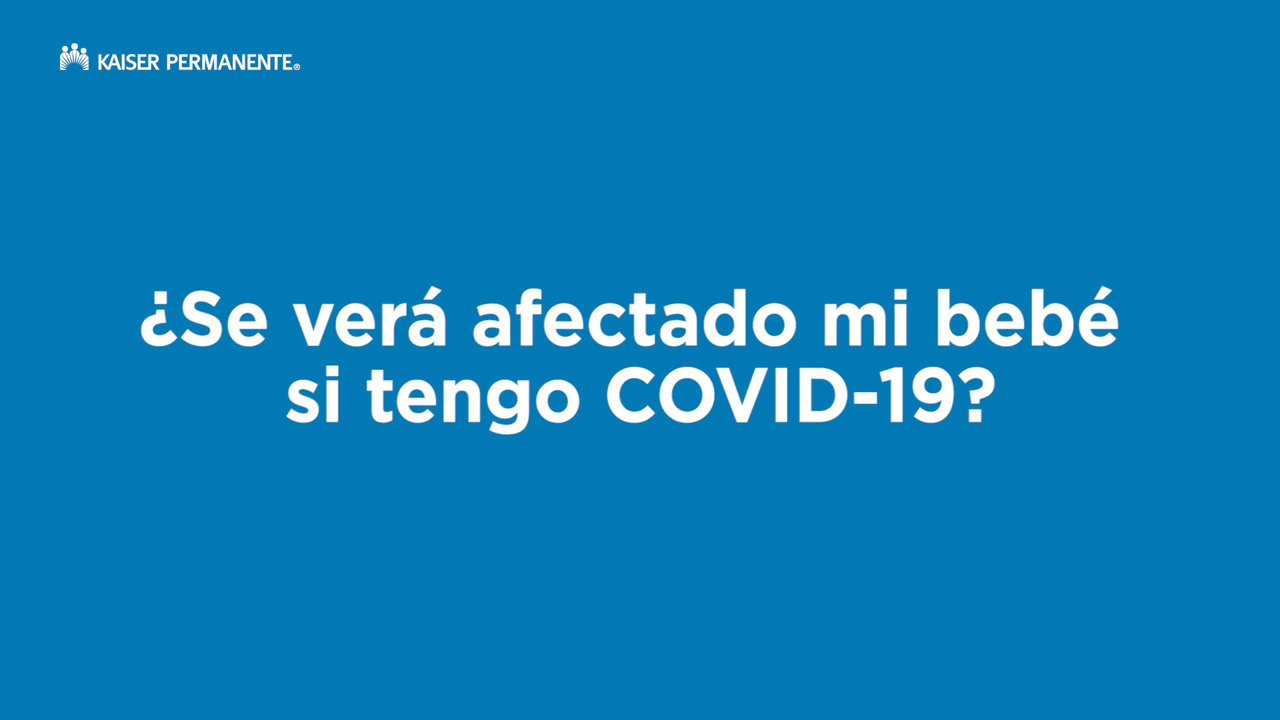 KAISER PERMANENTE®
¿Se verá afectado mi bebé
si tengo COVID-19?